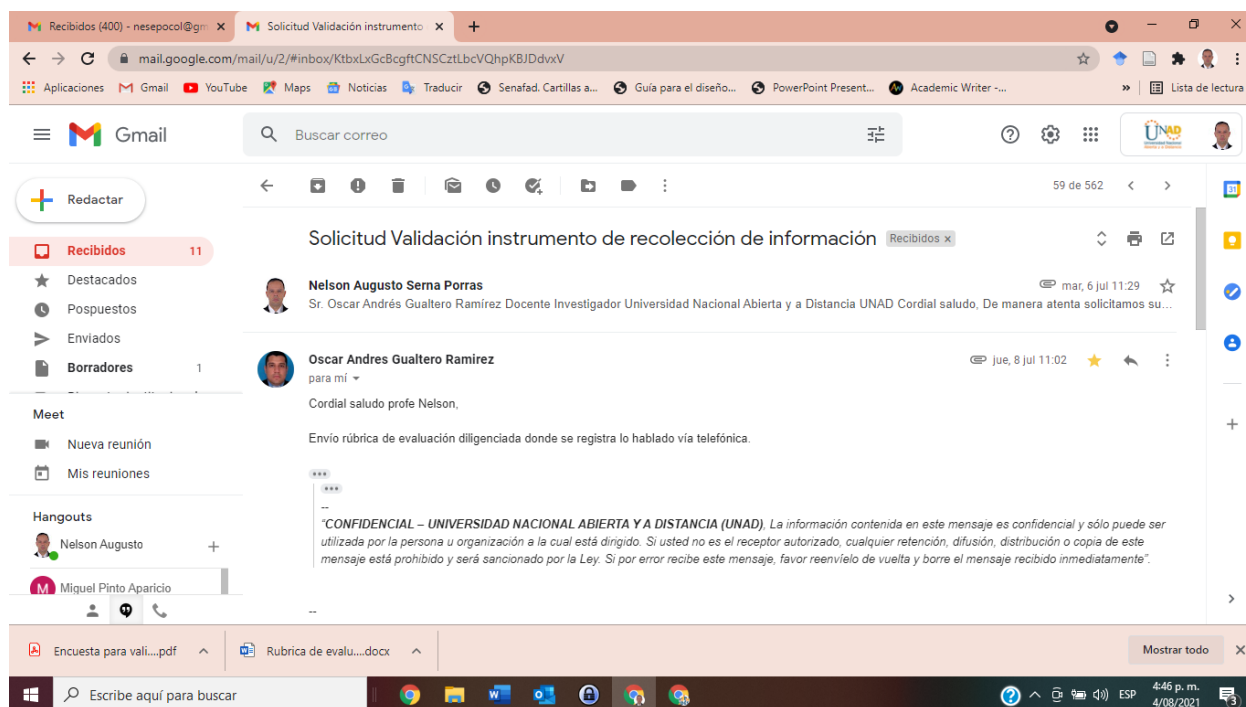 Recibidos (400) - nesepocol@gm
Solicitud Validación instrumento
mail.google.com/mail/u/2/#inbox/KtbxLxGcBcgftCNSCztLbcVQhpKBJDdvxV
Aplicaciones Gmail YouTube Maps Noticias Traducir Senafad. Cartillas a... Guía para el diseño... PowerPoint Present... Academic Writer -... » Lista de lectura
Gmail
Buscar correo
UNAD
Redactar
59 de 562
31
Solicitud Validación instrumento de recolección de información Recibidos x
Recibidos 11
Destacados
Pospuestos
Enviados
Borradores 1
Nelson Augusto Serna Porras mar, 6 jul 11:29
Sr. Oscar Andrés Gualtero Ramírez Docente Investigador Universidad Nacional Abierta y a Distancia UNAD Cordial saludo, De manera atenta solicitamos su...
Oscar Andres Gualtero Ramirez jue, 8 jul 11:02
para mí
Cordial saludo profe Nelson,
Envío rúbrica de evaluación diligenciada donde se registra lo hablado vía telefónica.
--
"CONFIDENCIAL – UNIVERSIDAD NACIONAL ABIERTA Y A DISTANCIA (UNAD), La información contenida en este mensaje es confidencial y sólo puede ser
utilizada por la persona u organización a la cual está dirigido. Si usted no es el receptor autorizado, cualquier retención, difusión, distribución o copia de este
mensaje está prohibido y será sancionado por la Ley. Si por error recibe este mensaje, favor reenvíelo de vuelta y borre el mensaje recibido inmediatamente".
--
Meet
Nueva reunión
Mis reuniones
Hangouts
Nelson Augusto
M Miguel Pinto Aparicio
Encuesta para vali....pdf
Rubrica de evalu....docx
Mostrar todo
Escribe aquí para buscar
ESP
4:46 p. m.
4/08/2021
3